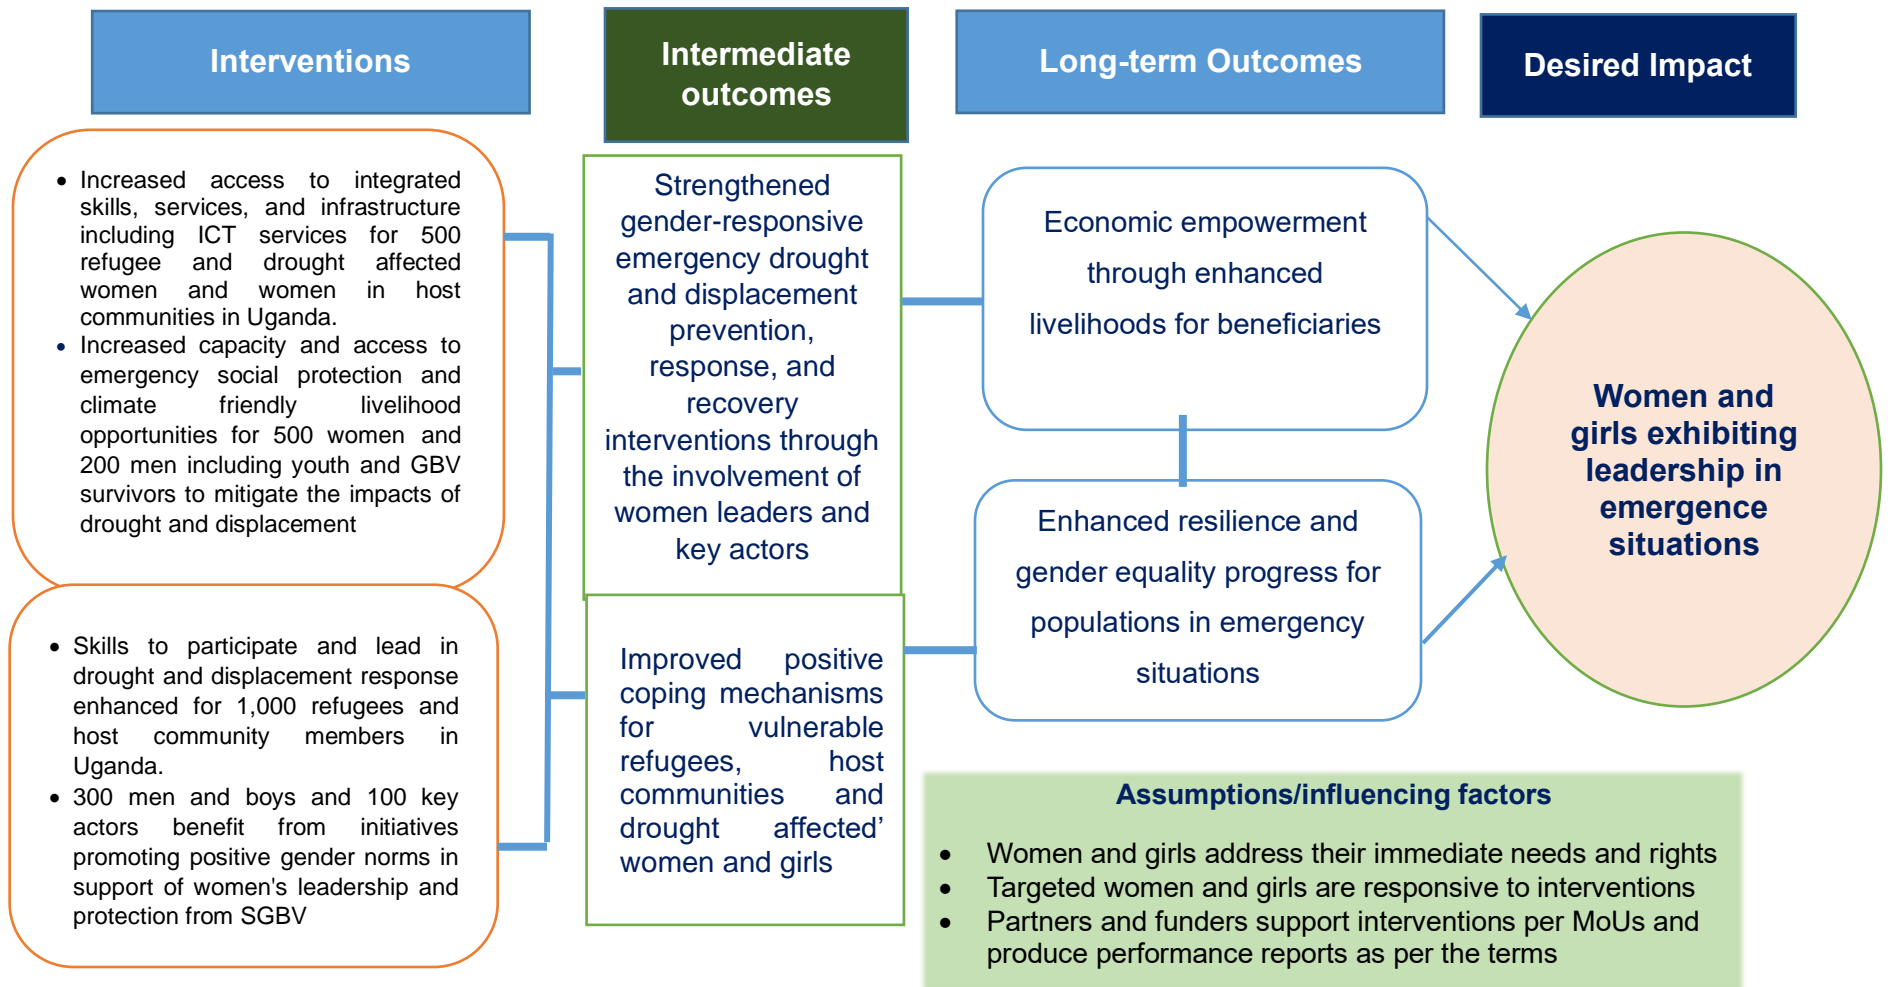 Interventions
Intermediate
outcomes
Long-term Outcomes
Desired Impact
• Increased access to integrated
skills, services, and infrastructure
including ICT services for 500
refugee and drought affected
women and women in host
communities in Uganda.
• Increased capacity and access to
emergency social protection and
climate friendly livelihood
opportunities for 500 women and
200 men including youth and GBV
survivors to mitigate the impacts of
drought and displacement
• Skills to participate and lead in
drought and displacement response
enhanced for 1,000 refugees and
host community members in
Uganda.
• 300 men and boys and 100 key
actors benefit from initiatives
promoting positive gender norms in
support of women's leadership and
protection from SGBV
Strengthened
gender-responsive
emergency drought
and displacement
prevention,
response, and
recovery
interventions through
the involvement of
women leaders and
key actors
Improved positive
coping mechanisms
for vulnerable
refugees, host
communities and
drought affected’
women and girls
Economic empowerment
through enhanced
livelihoods for beneficiaries
Enhanced resilience and
gender equality progress for
populations in emergency
situations
Women and
girls exhibiting
leadership in
emergence
situations
Assumptions/influencing factors
• Women and girls address their immediate needs and rights
• Targeted women and girls are responsive to interventions
• Partners and funders support interventions per MoUs and
produce performance reports as per the terms